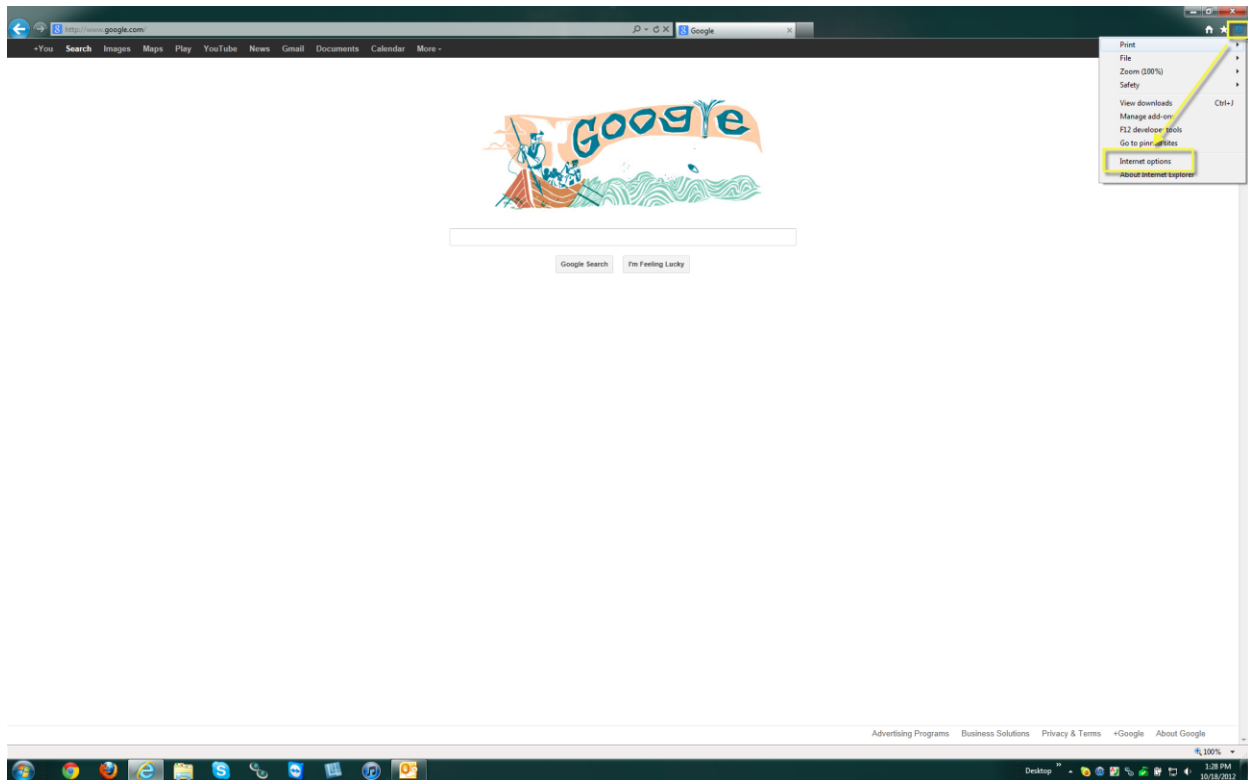 http://www.google.com/
Google
+You Search Images Maps Play YouTube News Gmail Documents Calendar More
Print
File
Zoom (100%)
Safety
View downloads Ctrl+J
Manage add-ons
F12 developer tools
Go to pinned sites
Internet options
About Internet Explorer
Google
Google Search I'm Feeling Lucky
Advertising Programs Business Solutions Privacy & Terms +Google About Google
100%
Desktop
1:28 PM
10/18/2012